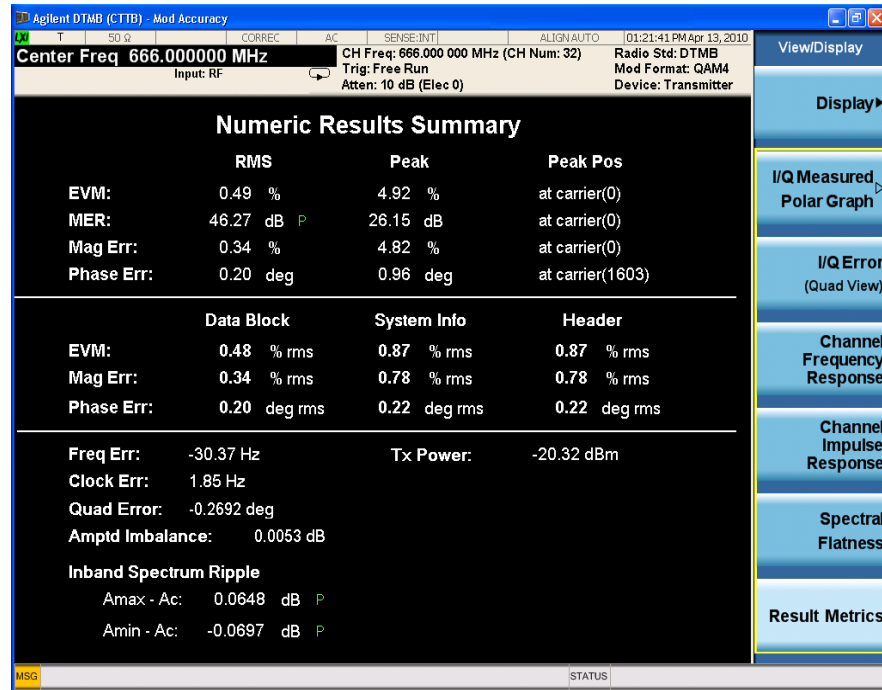 Agilent DTMB (CTTB) - Mod Accuracy
LXI T 50 Ω CORREC AC SENSE:INT ALIGN AUTO 01:21:41 PM Apr 13, 2010
Center Freq 666.000000 MHz
Input: RF
CH Freq: 666.000 000 MHz (CH Num: 32)
Trig: Free Run
Atten: 10 dB (Elec 0)
Radio Std: DTMB
Mod Format: QAM4
Device: Transmitter
Numeric Results Summary
RMS Peak Peak Pos
EVM: 0.49 % 4.92 % at carrier(0)
MER: 46.27 dB P 26.15 dB at carrier(0)
Mag Err: 0.34 % 4.82 % at carrier(0)
Phase Err: 0.20 deg 0.96 deg at carrier(1603)
Data Block System Info Header
EVM: 0.48 % rms 0.87 % rms 0.87 % rms
Mag Err: 0.34 % rms 0.78 % rms 0.78 % rms
Phase Err: 0.20 deg rms 0.22 deg rms 0.22 deg rms
Freq Err: -30.37 Hz Tx Power: -20.32 dBm
Clock Err: 1.85 Hz
Quad Error: -0.2692 deg
Amptd Imbalance: 0.0053 dB
Inband Spectrum Ripple
Amax - Ac: 0.0648 dB P
Amin - Ac: -0.0697 dB P
View/Display
Display
I/Q Measured
Polar Graph
I/Q Error
(Quad View)
Channel
Frequency
Response
Channel
Impulse
Response
Spectral
Flatness
Result Metrics
MSG STATUS